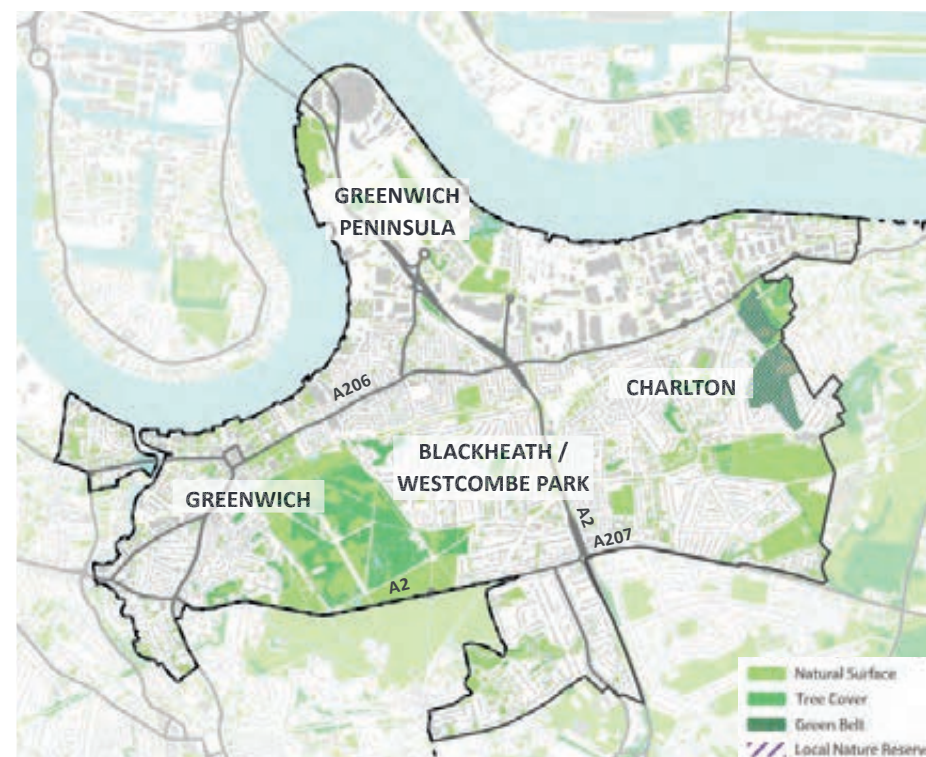 GREENWICH
PENINSULA
A206
CHARLTON
BLACKHEATH /
WESTCOMBE PARK
GREENWICH
A2
A207
A2
Natural Surface
Tree Cover
Green Belt
Local Nature Reserve